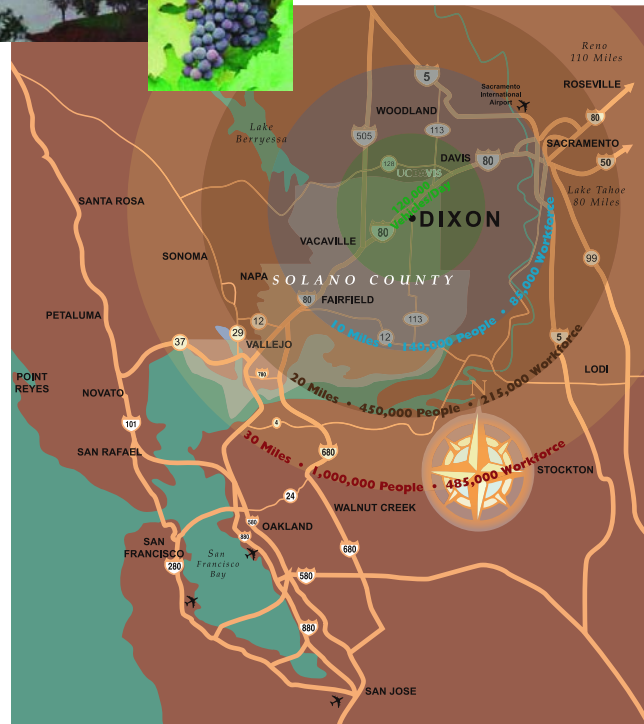 Reno
110 Miles
5
Sacramento
International
Airport
ROSEVILLE
WOODLAND
Lake
Berryessa
505
113
80
SACRAMENTO
128
DAVIS
80
50
UCDAVIS
Lake Tahoe
80 Miles
SANTA ROSA
DIXON
80
VACAVILLE
SONOMA
99
NAPA
SOLANO COUNTY
80
FAIRFIELD
PETALUMA
12
113
29
12
5
37
VALLEJO
10 Miles • 140,000 People • 84,000 Workforce
LODI
POINT
REYES
780
NOVATO
20 Miles • 450,000 People • 215,000 Workforce
N
101
4
30 Miles • 1,000,000 People • 485,000 Workforce
SAN RAFAEL
680
STOCKTON
24
WALNUT CREEK
580
OAKLAND
880
SAN
FRANCISCO
680
San
Francisco
Bay
280
580
880
SAN JOSE